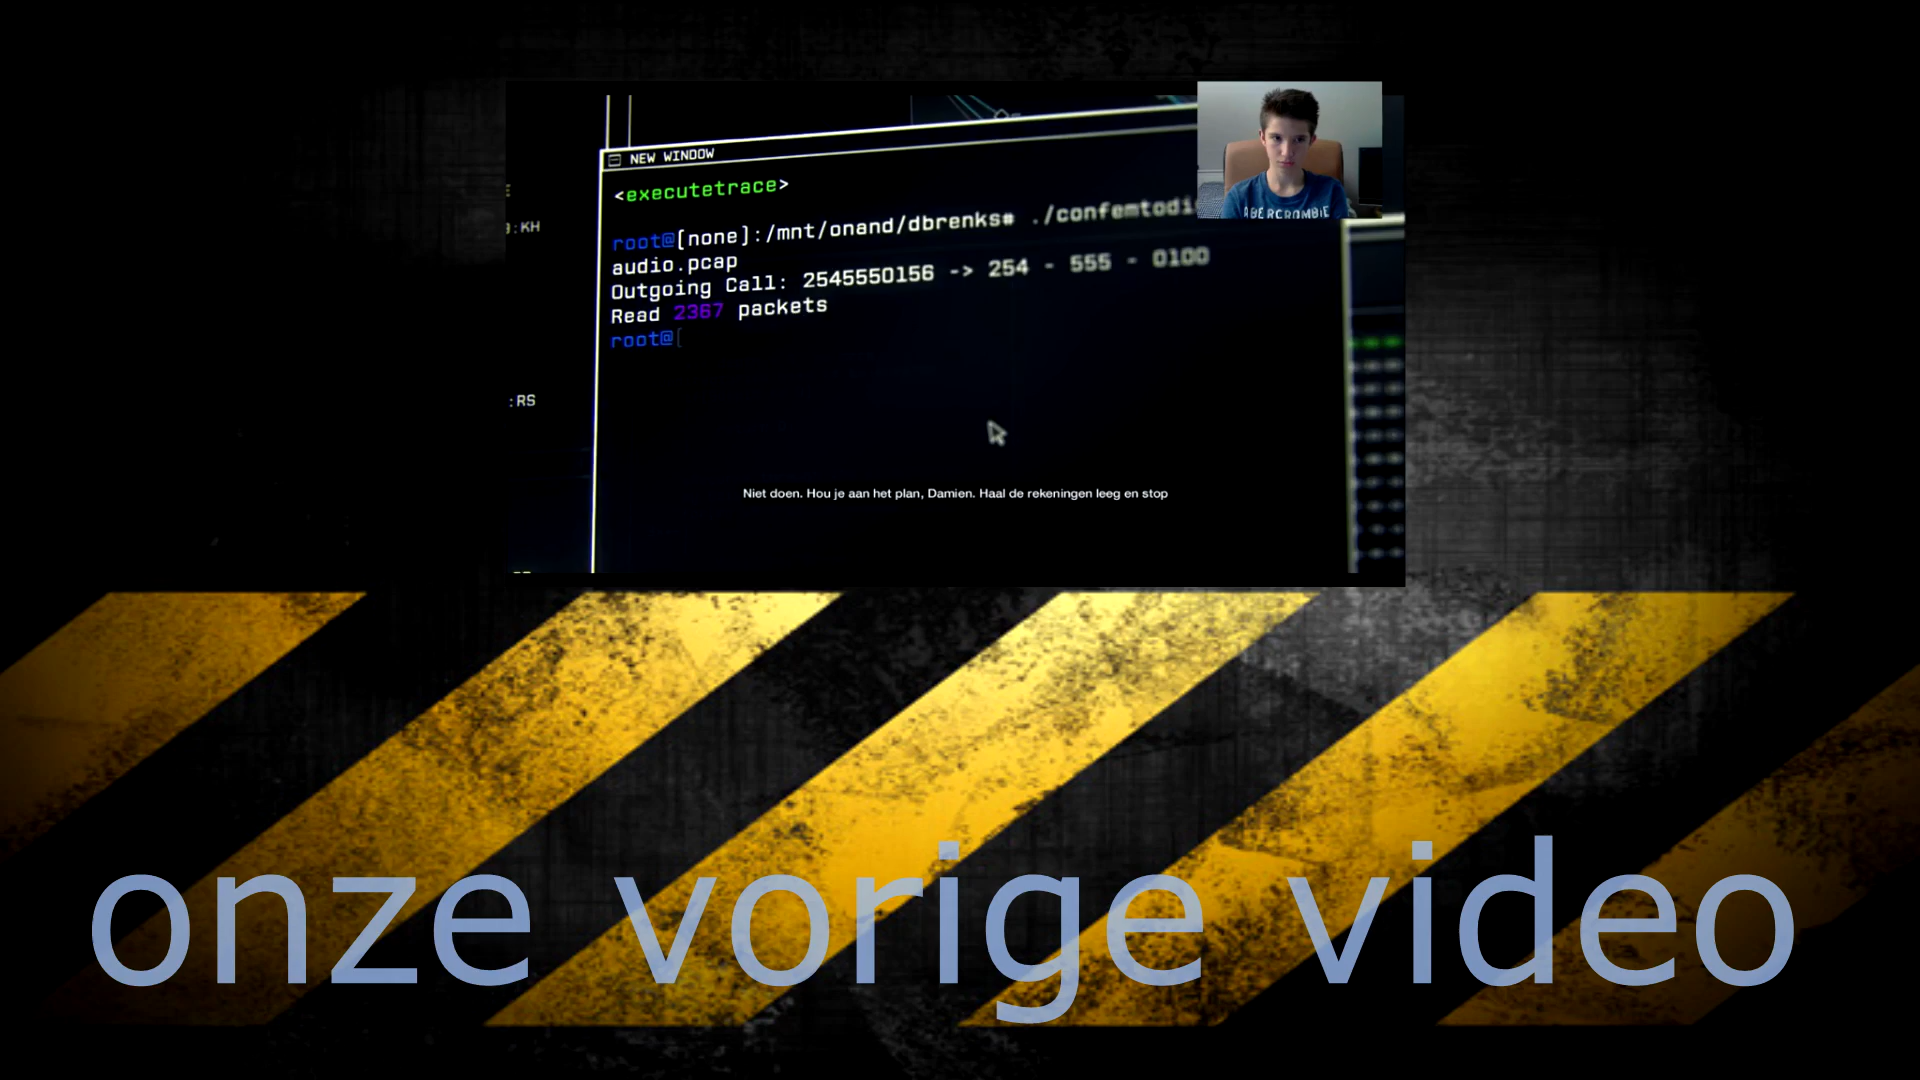 NEW WINDOW
<executetrace>
:KH
root@[none]:/mnt/onand/dbrenks# ./confemtodi
audio.pcap
Outgoing Call: 2545550156 -> 254 - 555 - 0100
Read 2367 packets
root@[
:RS
ABERCROMBIE
Niet doen. Hou je aan het plan, Damien. Haal de rekeningen leeg en stop
onze vorige video